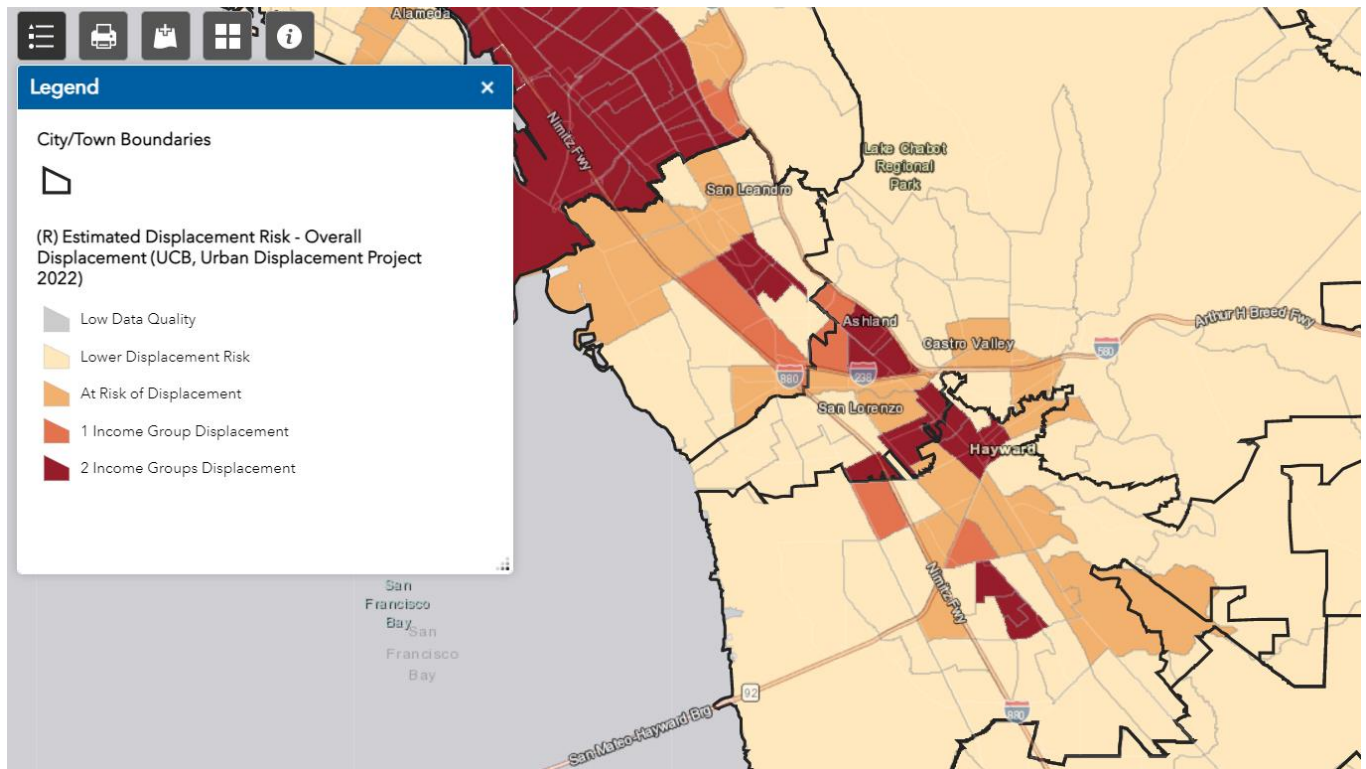 Alameda
Legend
×
City/Town Boundaries
(R) Estimated Displacement Risk - Overall
Displacement (UCB, Urban Displacement Project
2022)
Low Data Quality
Lower Displacement Risk
At Risk of Displacement
1 Income Group Displacement
2 Income Groups Displacement
Nimitz Fwy
Lake Chabot
Regional
Park
San Leandro
Ashland
Castro Valley
Arthur H Breed Fwy
580
880
238
San Lorenzo
Hayward
Nimitz Fwy
San
Francisco
Bay
San
Francisco
Bay
92
880
San Mateo-Hayward Brg